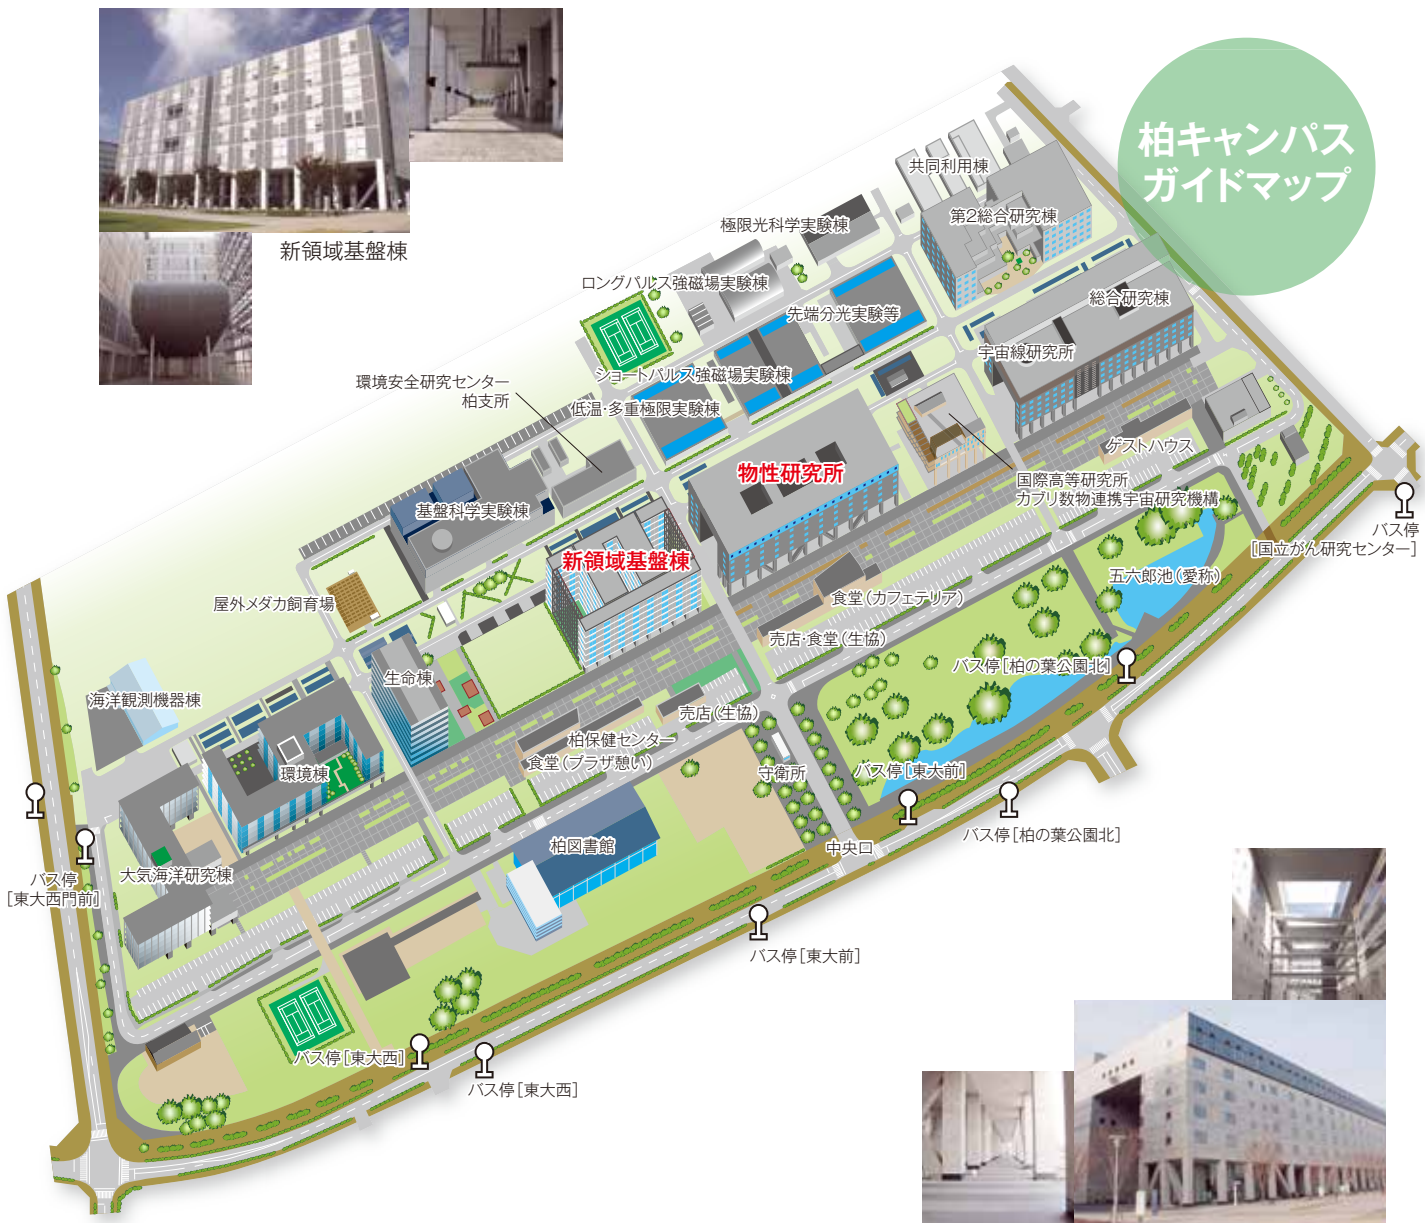 柏キャンパス
ガイドマップ
新領域基盤棟
共同利用棟
第2総合研究棟
極限光科学実験棟
ロングパルス強磁場実験棟
先端分光実験等
総合研究棟
宇宙線研究所
ショートパルス強磁場実験棟
環境安全研究センター
柏支所
低温・多重極限実験棟
ゲストハウス
物性研究所
国際高等研究所
カブリ数物連携宇宙研究機構
基盤科学実験棟
バス停
[国立がん研究センター]
新領域基盤棟
五六郎池(愛称)
屋外メダカ飼育場
食堂(カフェテリア)
売店・食堂(生協)
バス停[柏の葉公園北]
生命棟
海洋観測機器棟
売店(生協)
柏保健センター
食堂(プラザ憩い)
環境棟
守衛所
バス停[東大前]
バス停[柏の葉公園北]
柏図書館
中央口
大気海洋研究棟
バス停
[東大西門前]
バス停[東大前]
バス停[東大西]
バス停[東大西]